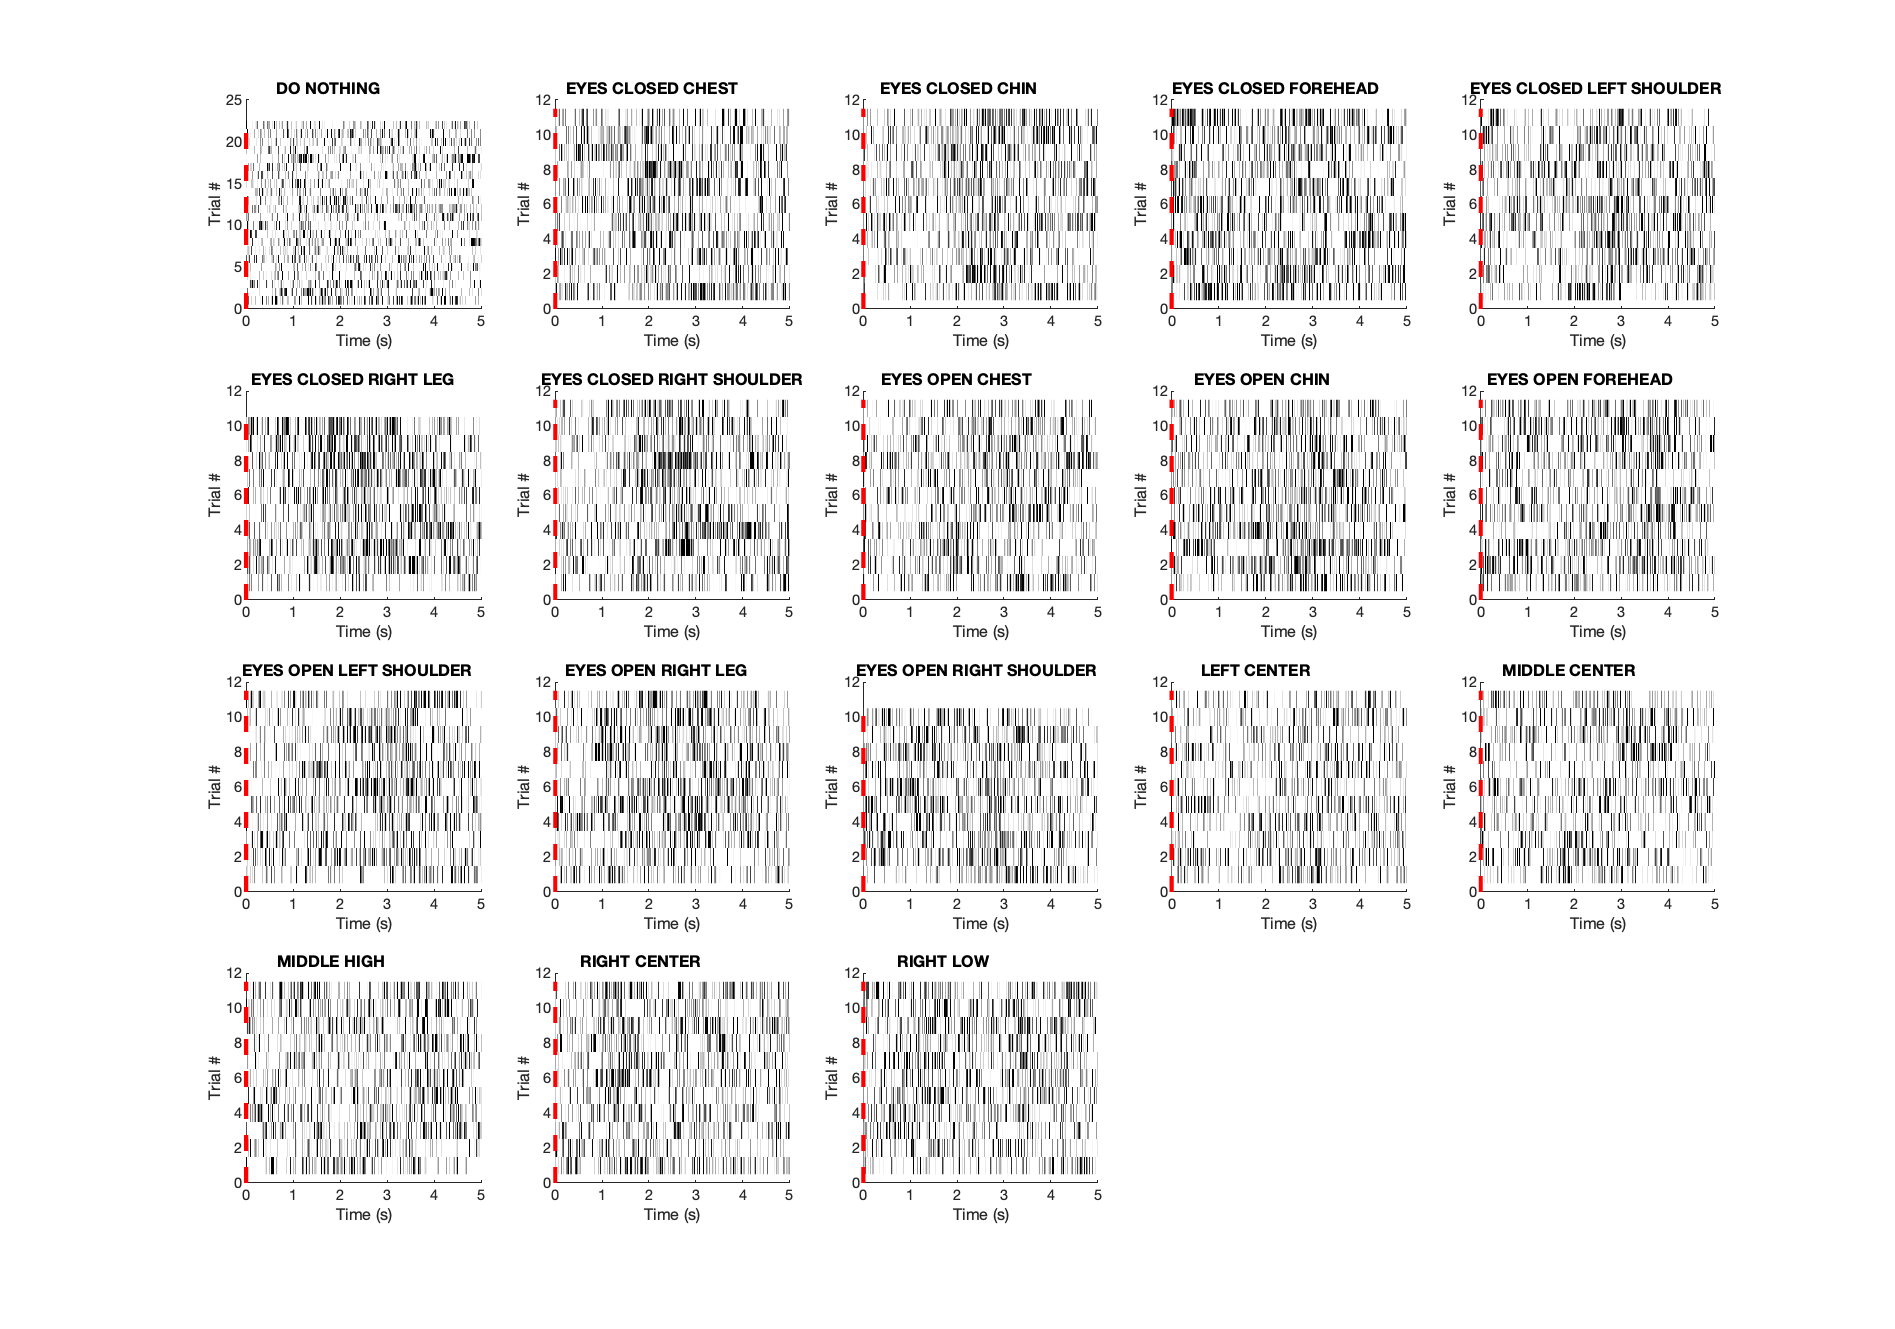 DO NOTHING
25
20
15
10
5
0
Trial #
0 1 2 3 4 5
Time (s)
EYES CLOSED CHEST
12
10
8
6
4
2
0
Trial #
0 1 2 3 4 5
Time (s)
EYES CLOSED CHIN
12
10
8
6
4
2
0
Trial #
0 1 2 3 4 5
Time (s)
EYES CLOSED FOREHEAD
12
10
8
6
4
2
0
Trial #
0 1 2 3 4 5
Time (s)
EYES CLOSED LEFT SHOULDER
12
10
8
6
4
2
0
Trial #
0 1 2 3 4 5
Time (s)
EYES CLOSED RIGHT LEG
12
10
8
6
4
2
0
Trial #
0 1 2 3 4 5
Time (s)
EYES CLOSED RIGHT SHOULDER
12
10
8
6
4
2
0
Trial #
0 1 2 3 4 5
Time (s)
EYES OPEN CHEST
12
10
8
6
4
2
0
Trial #
0 1 2 3 4 5
Time (s)
EYES OPEN CHIN
12
10
8
6
4
2
0
Trial #
0 1 2 3 4 5
Time (s)
EYES OPEN FOREHEAD
12
10
8
6
4
2
0
Trial #
0 1 2 3 4 5
Time (s)
EYES OPEN LEFT SHOULDER
12
10
8
6
4
2
0
Trial #
0 1 2 3 4 5
Time (s)
EYES OPEN RIGHT LEG
12
10
8
6
4
2
0
Trial #
0 1 2 3 4 5
Time (s)
EYES OPEN RIGHT SHOULDER
12
10
8
6
4
2
0
Trial #
0 1 2 3 4 5
Time (s)
LEFT CENTER
12
10
8
6
4
2
0
Trial #
0 1 2 3 4 5
Time (s)
MIDDLE CENTER
12
10
8
6
4
2
0
Trial #
0 1 2 3 4 5
Time (s)
MIDDLE HIGH
12
10
8
6
4
2
0
Trial #
0 1 2 3 4 5
Time (s)
RIGHT CENTER
12
10
8
6
4
2
0
Trial #
0 1 2 3 4 5
Time (s)
RIGHT LOW
12
10
8
6
4
2
0
Trial #
0 1 2 3 4 5
Time (s)